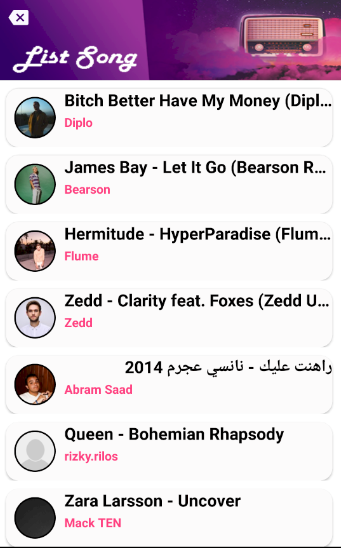 List Song
Bitch Better Have My Money (Dipl...
Diplo
James Bay - Let It Go (Bearson R...
Bearson
Hermitude - HyperParadise (Flum...
Flume
Zedd - Clarity feat. Foxes (Zedd U...
Zedd
راهنت عليك - نانسي عجرم 2014
Abram Saad
Queen - Bohemian Rhapsody
rizky.rilos
Zara Larsson - Uncover
Mack TEN